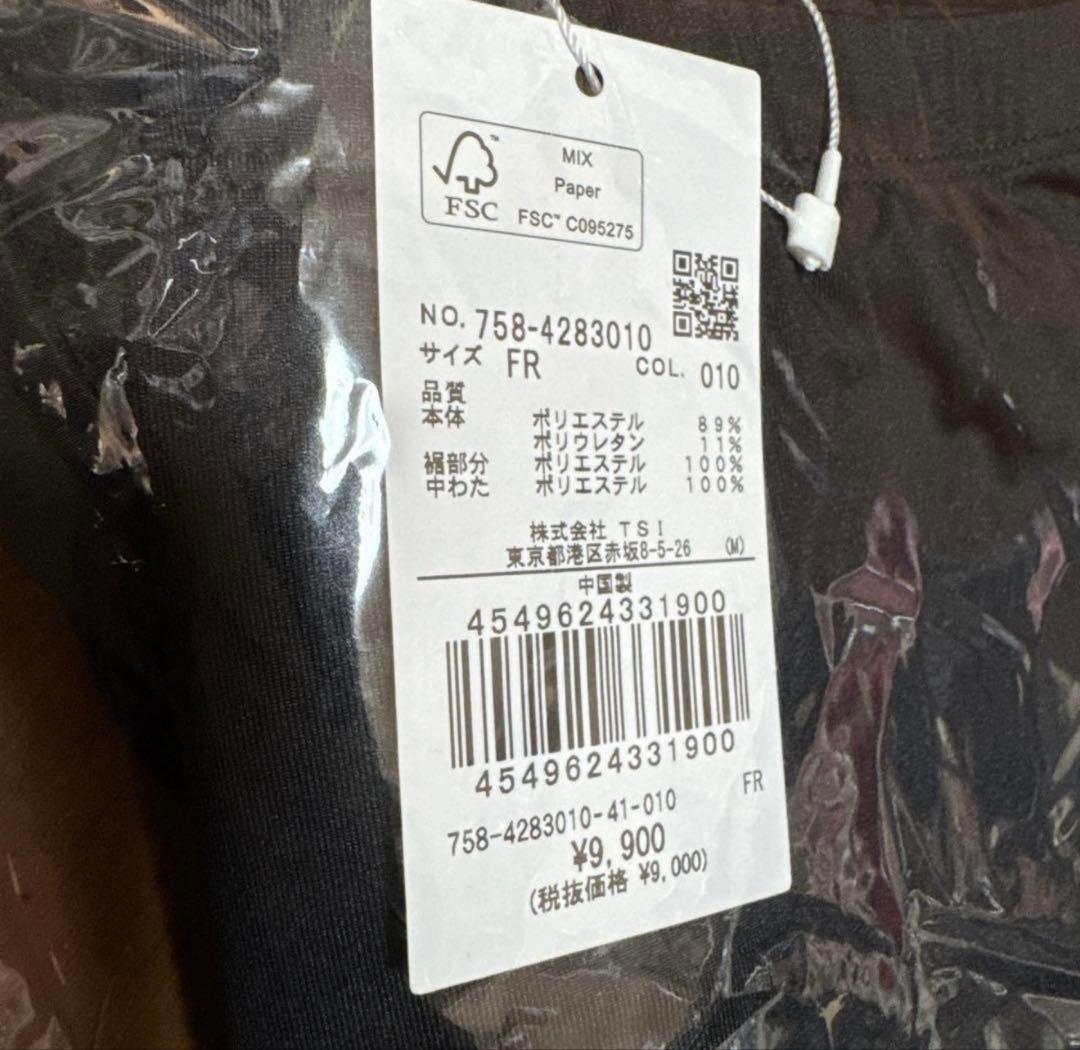 MIX
Paper
FSC™ C095275
FSC
NO. 758-4283010
サイズ FR COL. 010
品質
本体 ポリエステル 89%
ポリウレタン 11%
裾部分 ポリエステル 100%
中わた ポリエステル 100%
株式会社 TSI
東京都港区赤坂8-5-26 (M)
中国製
4549624331900
4549624331900
FR
758-4283010-41-010
¥9,900
(税抜価格 ¥9,000)